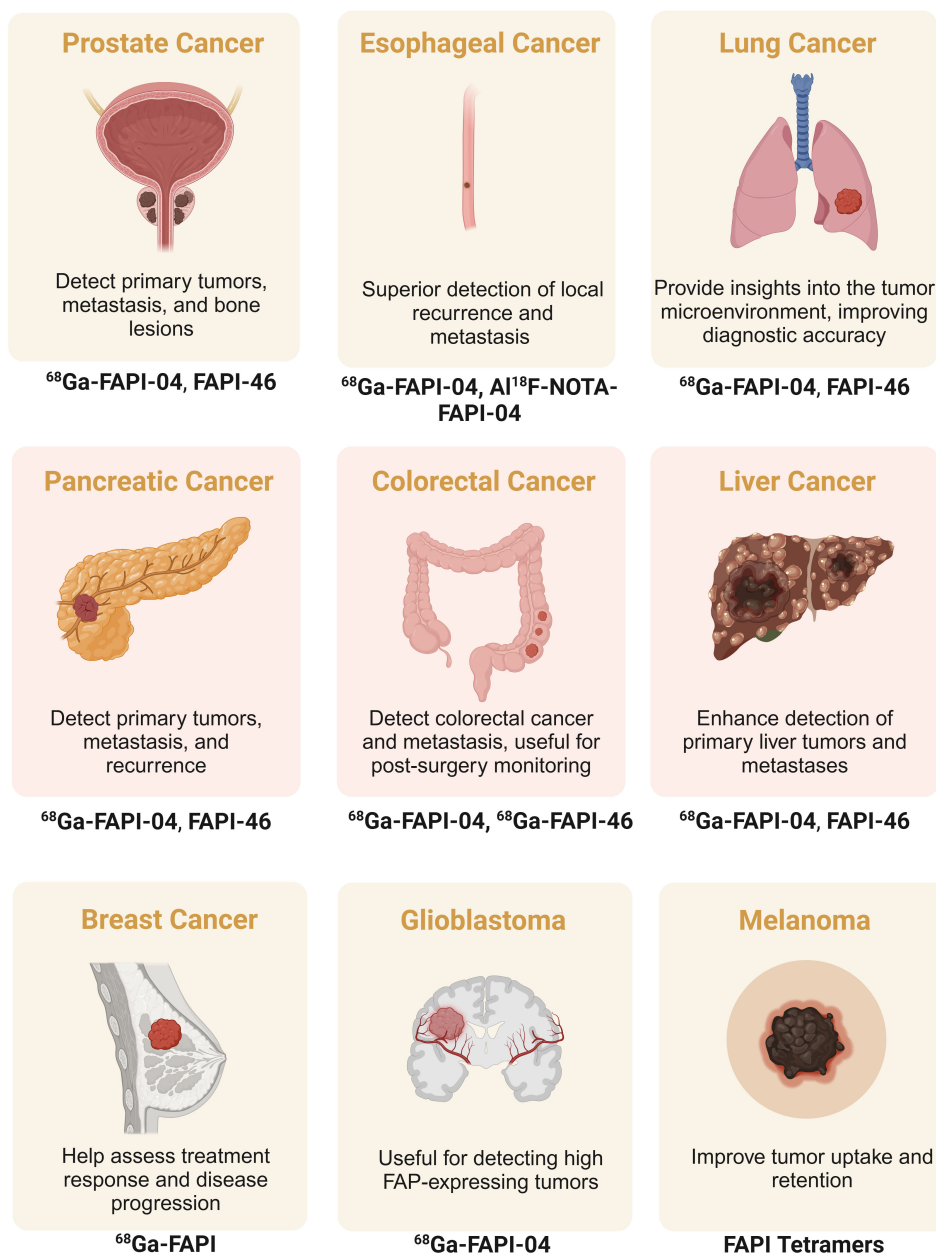 Prostate Cancer
Detect primary tumors,
metastasis, and bone
lesions
⁶⁸Ga-FAPI-04, FAPI-46
Esophageal Cancer
Superior detection of local
recurrence and
metastasis
⁶⁸Ga-FAPI-04, Al¹⁸F-NOTA-
FAPI-04
Lung Cancer
Provide insights into the tumor
microenvironment, improving
diagnostic accuracy
⁶⁸Ga-FAPI-04, FAPI-46
Pancreatic Cancer
Detect primary tumors,
metastasis, and
recurrence
⁶⁸Ga-FAPI-04, FAPI-46
Colorectal Cancer
Detect colorectal cancer
and metastasis, useful for
post-surgery monitoring
⁶⁸Ga-FAPI-04, ⁶⁸Ga-FAPI-46
Liver Cancer
Enhance detection of
primary liver tumors and
metastases
⁶⁸Ga-FAPI-04, FAPI-46
Breast Cancer
Help assess treatment
response and disease
progression
⁶⁸Ga-FAPI
Glioblastoma
Useful for detecting high
FAP-expressing tumors
⁶⁸Ga-FAPI-04
Melanoma
Improve tumor uptake and
retention
FAPI Tetramers